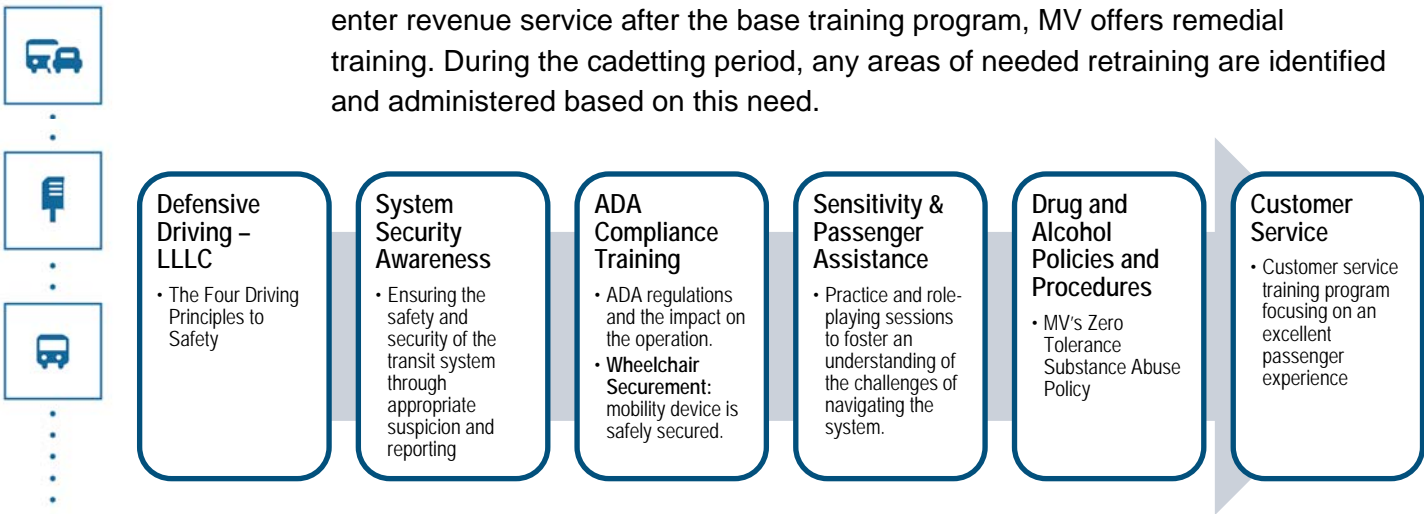 enter revenue service after the base training program, MV offers remedial
training. During the cadetting period, any areas of needed retraining are identified
and administered based on this need.
Defensive
Driving –
LLLC
• The Four Driving
Principles to
Safety
System
Security
Awareness
• Ensuring the
safety and
security of the
transit system
through
appropriate
suspicion and
reporting
ADA
Compliance
Training
• ADA regulations
and the impact on
the operation.
• Wheelchair
Securement:
mobility device is
safely secured.
Sensitivity &
Passenger
Assistance
• Practice and role-
playing sessions
to foster an
understanding of
the challenges of
navigating the
system.
Drug and
Alcohol
Policies and
Procedures
• MV's Zero
Tolerance
Substance Abuse
Policy
Customer
Service
• Customer service
training program
focusing on an
excellent
passenger
experience